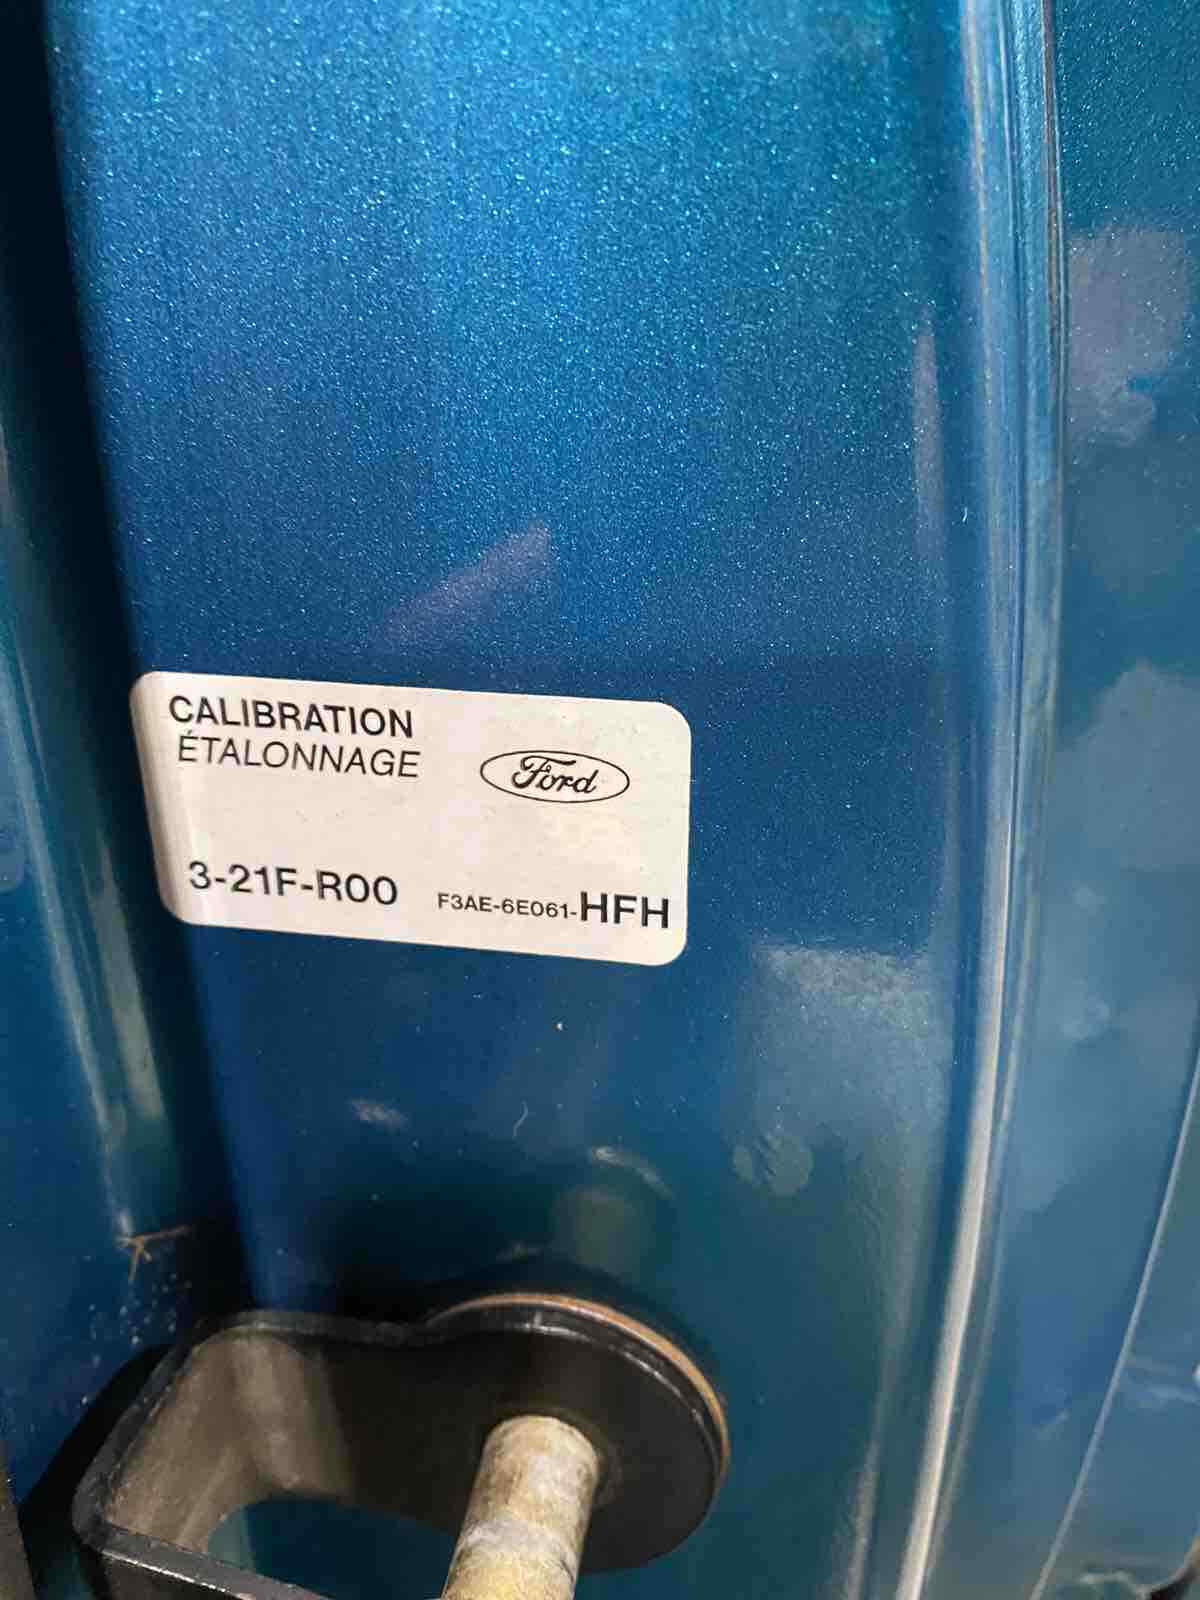 CALIBRATION
ÉTALONNAGE
Ford
3-21F-R00 F3AE-6E061-HFH